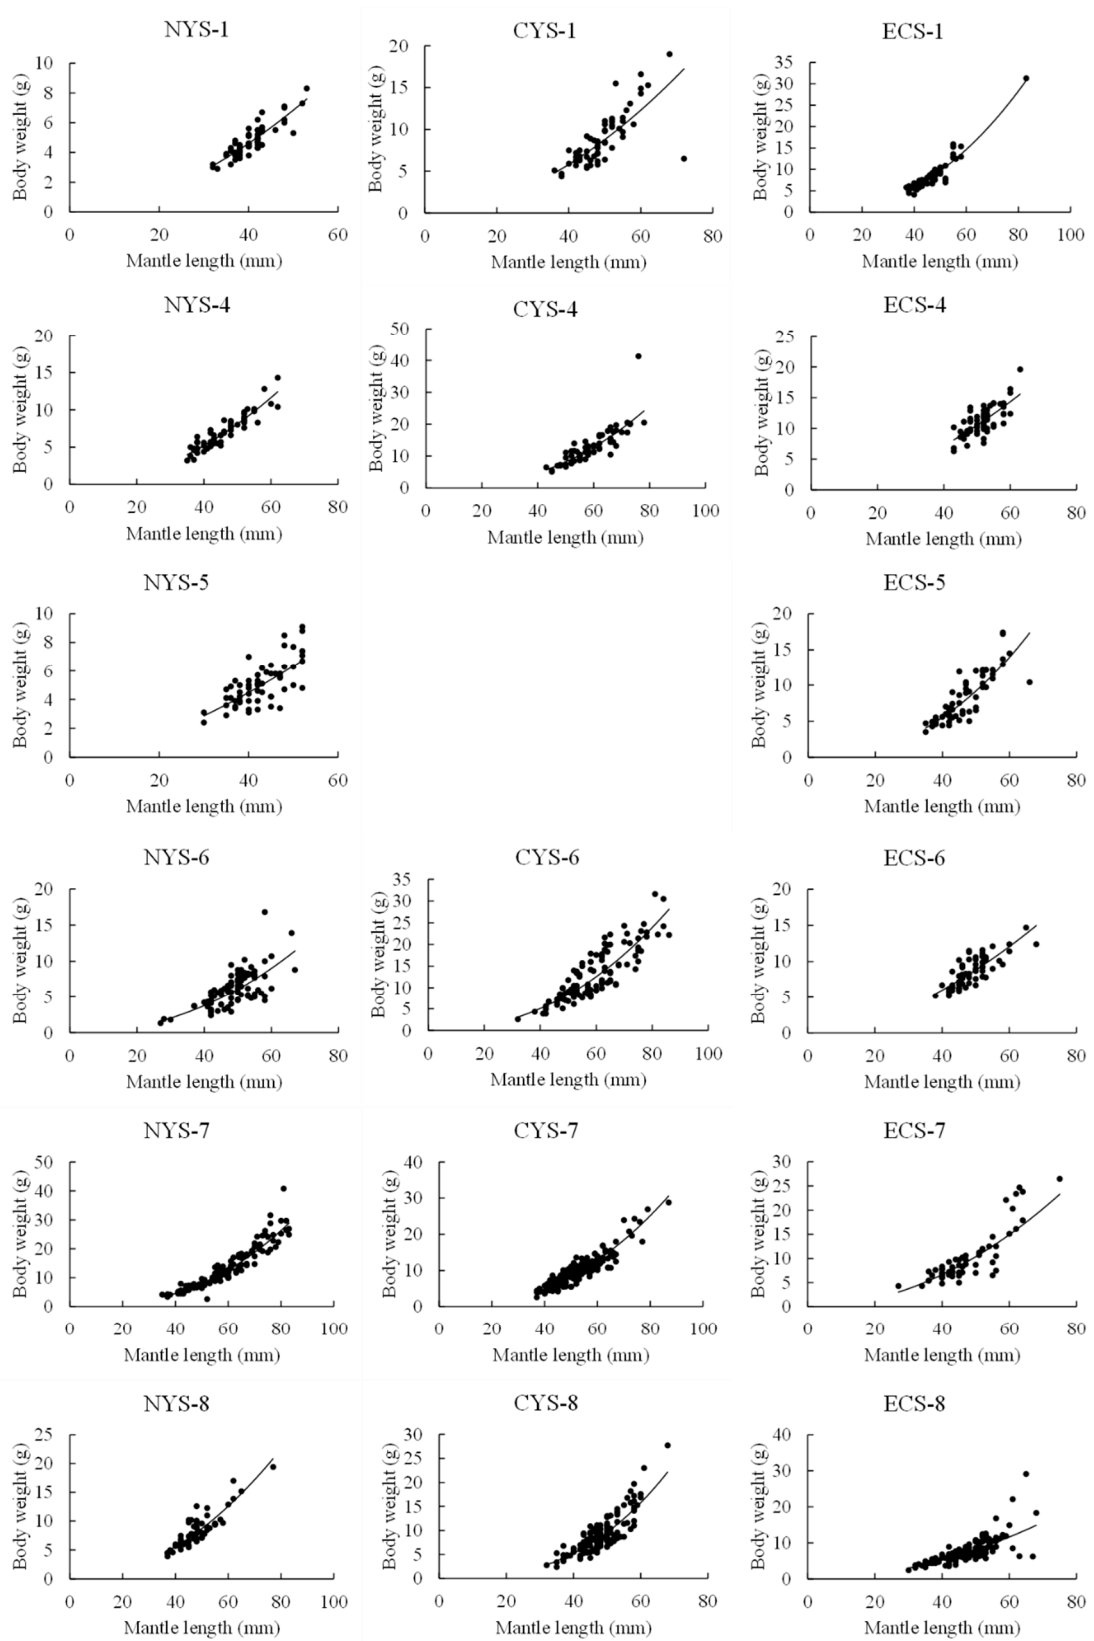 NYS-1 CYS-1 ECS-1
Body weight (g) 10 8 6 4 2 0
0 20 40 60
Mantle length (mm)
Body weight (g) 20 15 10 5 0
0 20 40 60 80
Mantle length (mm)
Body weight (g) 35 30 25 20 15 10 5 0
0 20 40 60 80 100
Mantle length (mm)
NYS-4 CYS-4 ECS-4
Body weight (g) 20 15 10 5 0
0 20 40 60 80
Mantle length (mm)
Body weight (g) 50 40 30 20 10 0
0 20 40 60 80 100
Mantle length (mm)
Body weight (g) 25 20 15 10 5 0
0 20 40 60 80
Mantle length (mm)
NYS-5 ECS-5
Body weight (g) 10 8 6 4 2 0
0 20 40 60
Mantle length (mm)
Body weight (g) 20 15 10 5 0
0 20 40 60 80
Mantle length (mm)
NYS-6 CYS-6 ECS-6
Body weight (g) 20 15 10 5 0
0 20 40 60 80
Mantle length (mm)
Body weight (g) 35 30 25 20 15 10 5 0
0 20 40 60 80 100
Mantle length (mm)
Body weight (g) 20 15 10 5 0
0 20 40 60 80
Mantle length (mm)
NYS-7 CYS-7 ECS-7
Body weight (g) 50 40 30 20 10 0
0 20 40 60 80 100
Mantle length (mm)
Body weight (g) 40 30 20 10 0
0 20 40 60 80 100
Mantle length (mm)
Body weight (g) 30 25 20 15 10 5 0
0 20 40 60 80
Mantle length (mm)
NYS-8 CYS-8 ECS-8
Body weight (g) 25 20 15 10 5 0
0 20 40 60 80 100
Mantle length (mm)
Body weight (g) 30 25 20 15 10 5 0
0 20 40 60 80
Mantle length (mm)
Body weight (g) 40 30 20 10 0
0 20 40 60 80
Mantle length (mm)